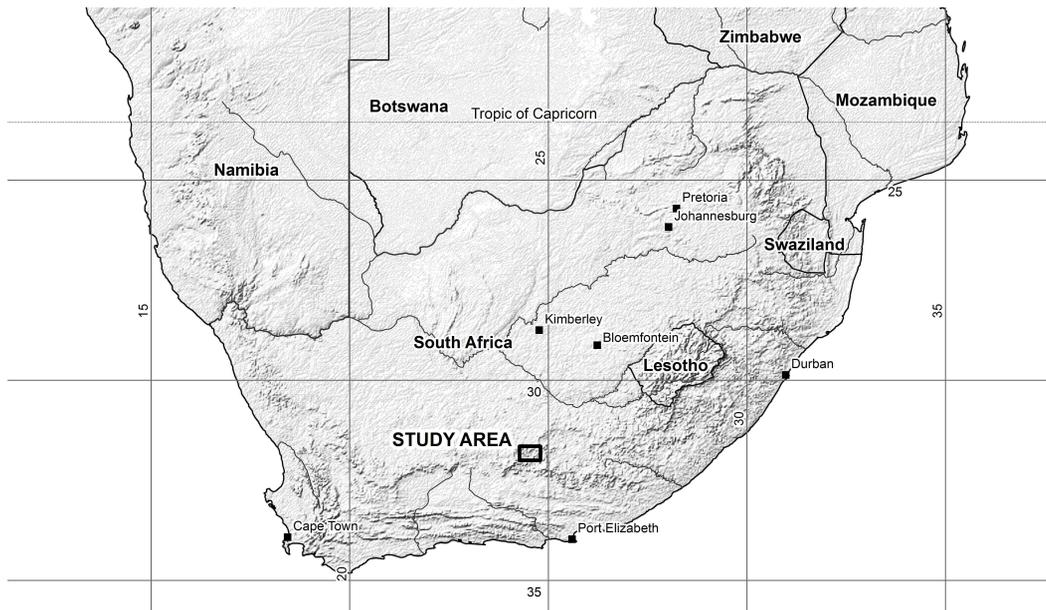 Zimbabwe
Botswana
Tropic of Capricorn
Mozambique
25
Namibia
25
Pretoria
Johannesburg
Swaziland
15
35
Kimberley
South Africa
Bloemfontein
Lesotho
Durban
30
30
STUDY AREA
Cape Town
Port Elizabeth
20
35